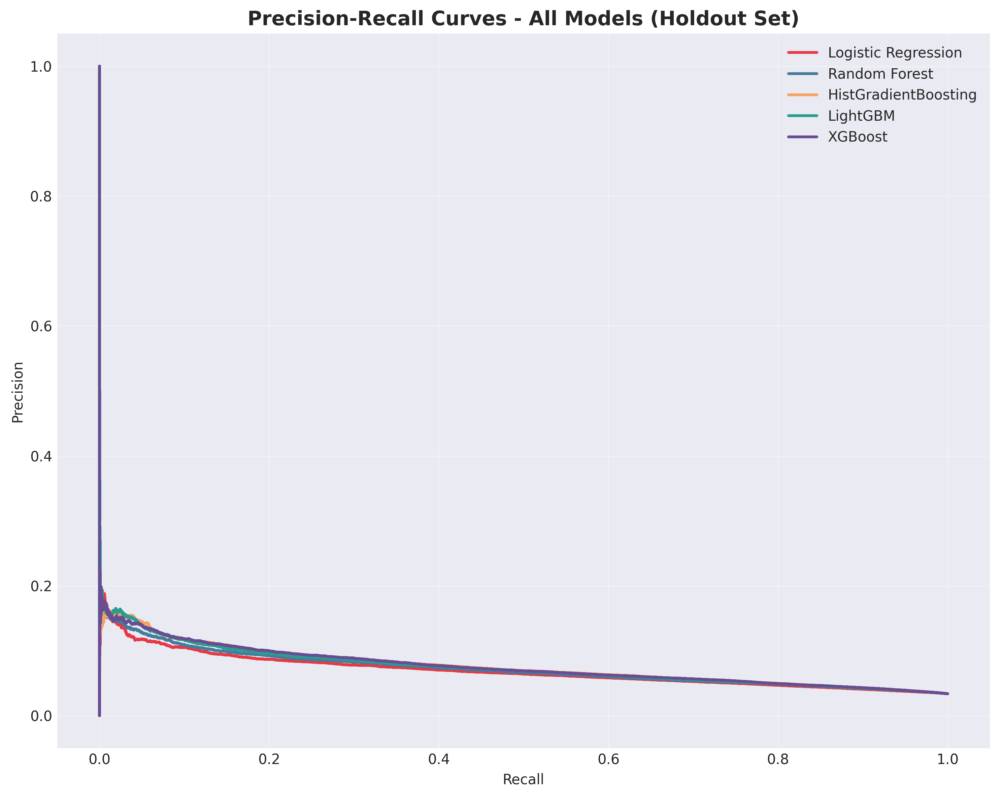 Precision-Recall Curves - All Models (Holdout Set)
Logistic Regression
Random Forest
HistGradientBoosting
LightGBM
XGBoost
1.0
0.8
0.6
0.4
0.2
0.0
Precision
0.0 0.2 0.4 0.6 0.8 1.0
Recall